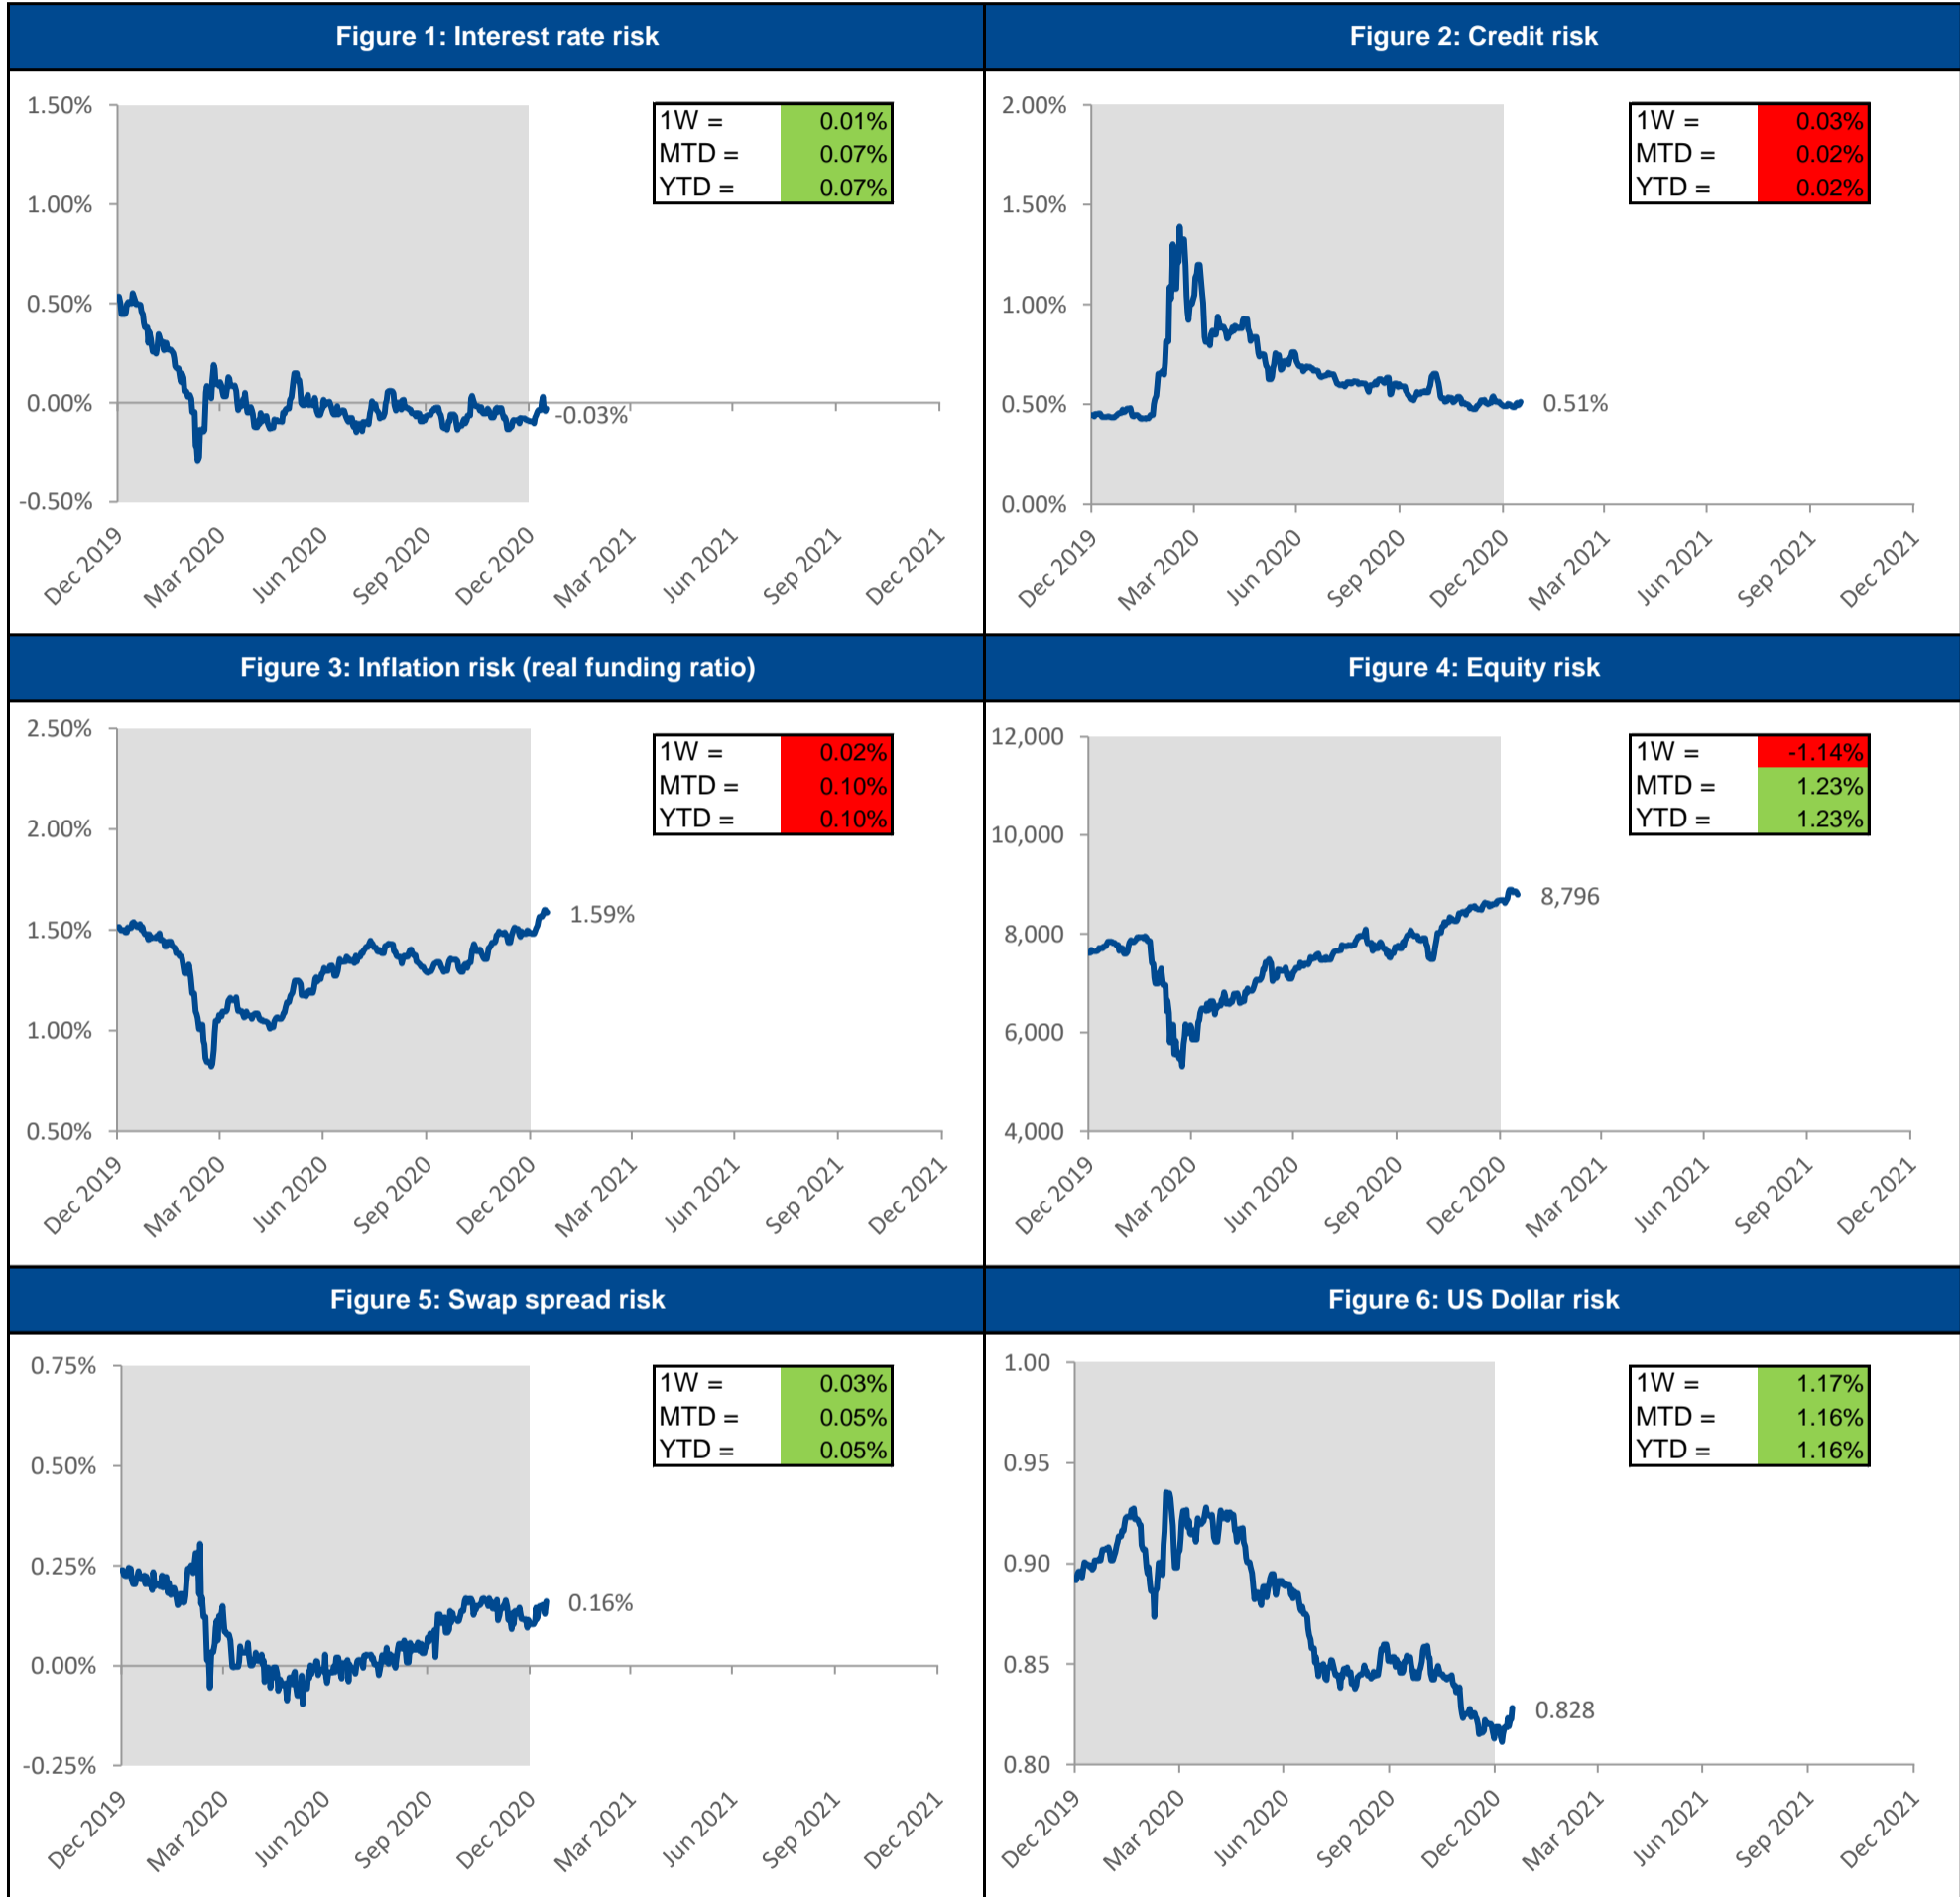 Figure 1: Interest rate risk
1.50%
1.00%
0.50%
0.00%
-0.50%
1W = 0.01%
MTD = 0.07%
YTD = 0.07%
-0.03%
Dec 2019 Mar 2020 Jun 2020 Sep 2020 Dec 2020 Mar 2021 Jun 2021 Sep 2021 Dec 2021
Figure 2: Credit risk
2.00%
1.50%
1.00%
0.50%
0.00%
1W = 0.03%
MTD = 0.02%
YTD = 0.02%
0.51%
Dec 2019 Mar 2020 Jun 2020 Sep 2020 Dec 2020 Mar 2021 Jun 2021 Sep 2021 Dec 2021
Figure 3: Inflation risk (real funding ratio)
2.50%
2.00%
1.50%
1.00%
0.50%
1W = 0.02%
MTD = 0.10%
YTD = 0.10%
1.59%
Dec 2019 Mar 2020 Jun 2020 Sep 2020 Dec 2020 Mar 2021 Jun 2021 Sep 2021 Dec 2021
Figure 4: Equity risk
12,000
10,000
8,000
6,000
4,000
1W = -1.14%
MTD = 1.23%
YTD = 1.23%
8,796
Dec 2019 Mar 2020 Jun 2020 Sep 2020 Dec 2020 Mar 2021 Jun 2021 Sep 2021 Dec 2021
Figure 5: Swap spread risk
0.75%
0.50%
0.25%
0.00%
-0.25%
1W = 0.03%
MTD = 0.05%
YTD = 0.05%
0.16%
Dec 2019 Mar 2020 Jun 2020 Sep 2020 Dec 2020 Mar 2021 Jun 2021 Sep 2021 Dec 2021
Figure 6: US Dollar risk
1.00
0.95
0.90
0.85
0.80
1W = 1.17%
MTD = 1.16%
YTD = 1.16%
0.828
Dec 2019 Mar 2020 Jun 2020 Sep 2020 Dec 2020 Mar 2021 Jun 2021 Sep 2021 Dec 2021